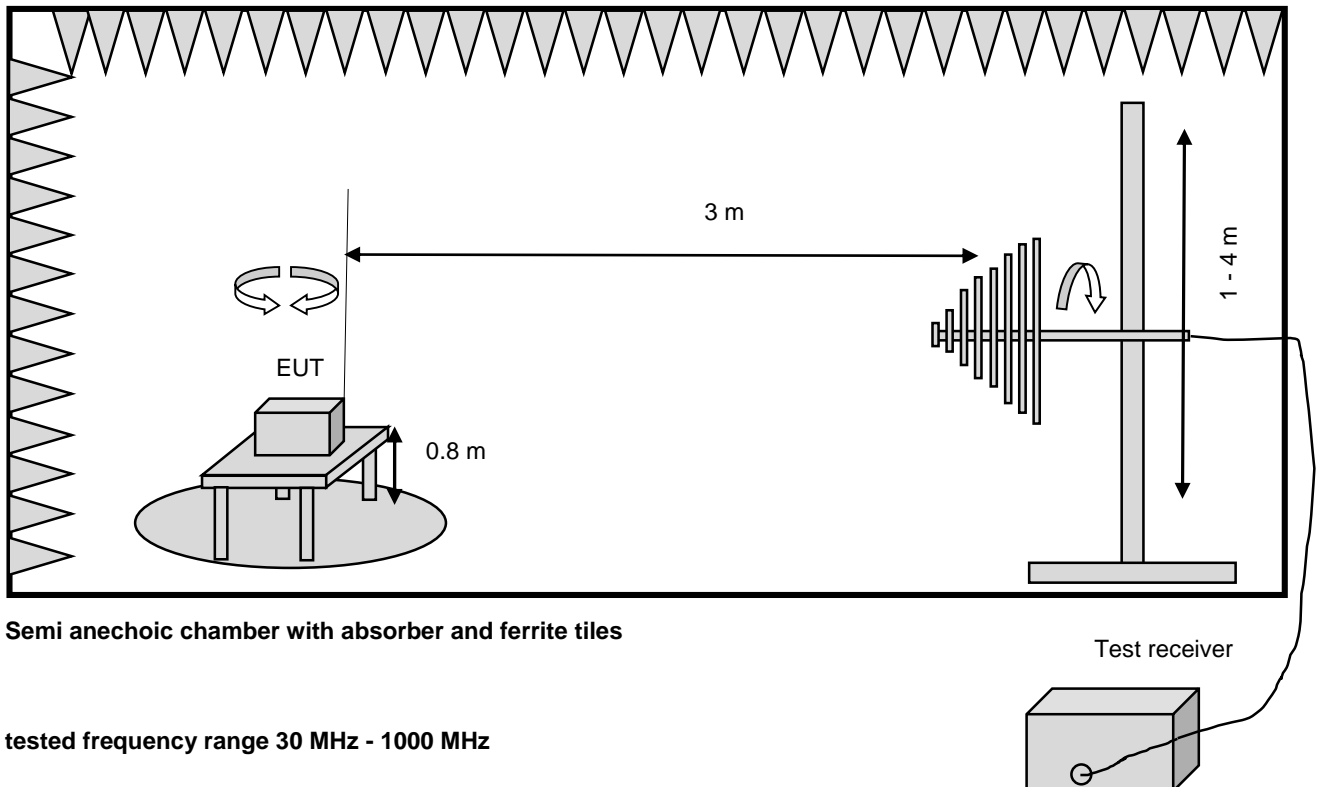 3 m
1 - 4 m
EUT
0.8 m
Semi anechoic chamber with absorber and ferrite tiles
Test receiver
tested frequency range 30 MHz - 1000 MHz